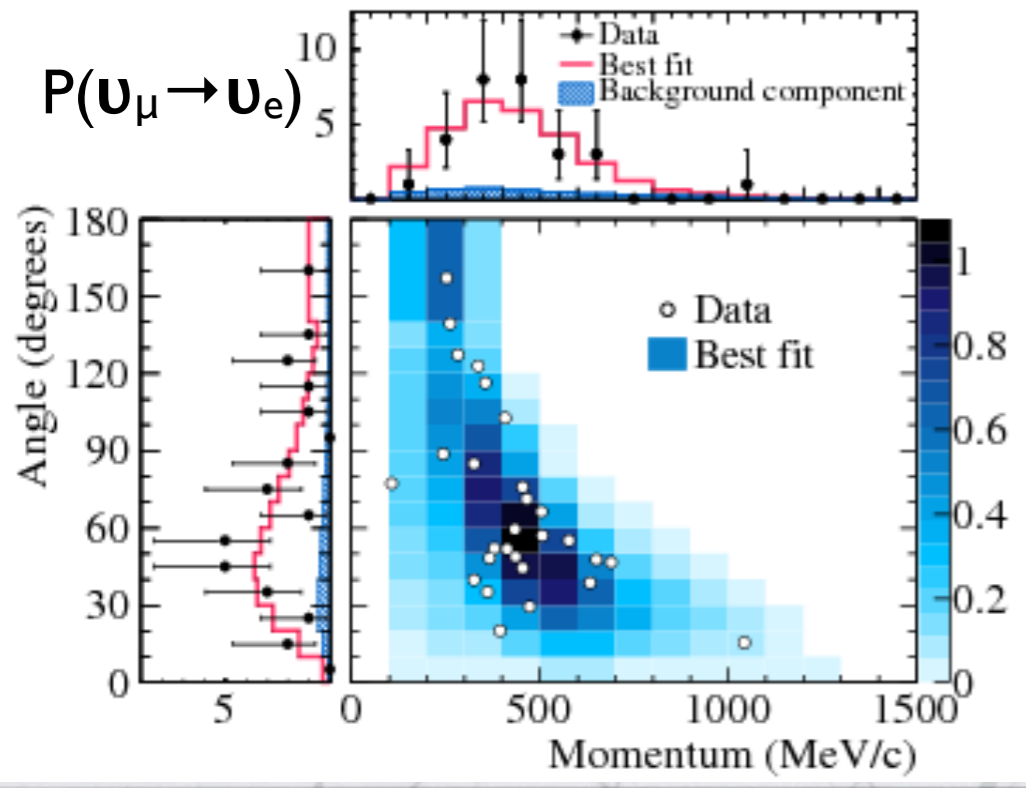 P(υμ→υe)
10
5
Data
Best fit
Background component
Angle (degrees)
180
150
120
90
60
30
0
5
Data
Best fit
1
0.8
0.6
0.4
0.2
0
0
500
1000
1500
Momentum (MeV/c)